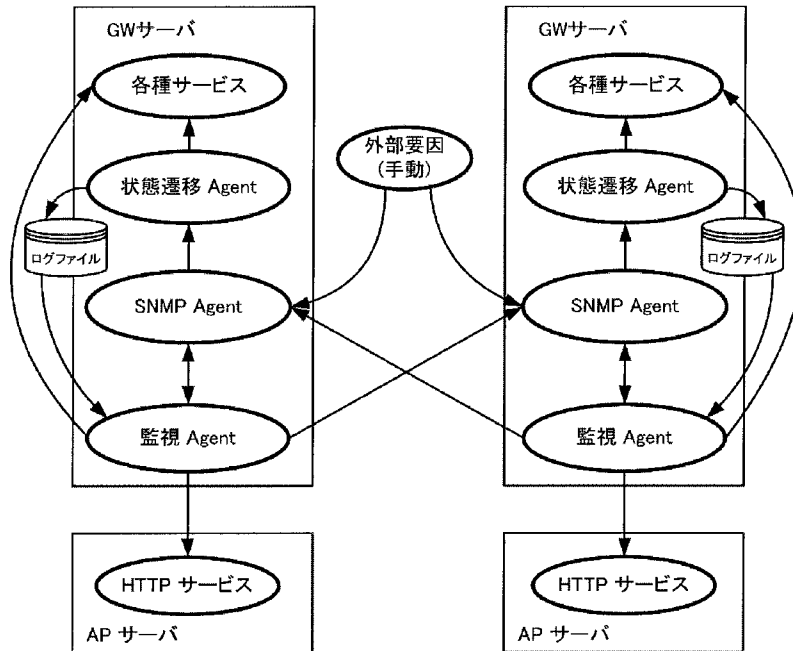 GWサーバ
各種サービス
状態遷移 Agent
ログファイル
SNMP Agent
監視 Agent
HTTP サービス
AP サーバ
外部要因
(手動)
GWサーバ
各種サービス
状態遷移 Agent
ログファイル
SNMP Agent
監視 Agent
HTTP サービス
AP サーバ